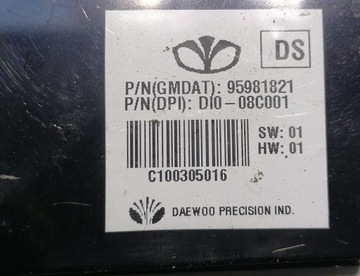 DS
P/N(GMDAT): 95981821
P/N(DPI): DI0-08C001
SW: 01
HW: 01
C100305016
DAEWOO PRECISION IND.